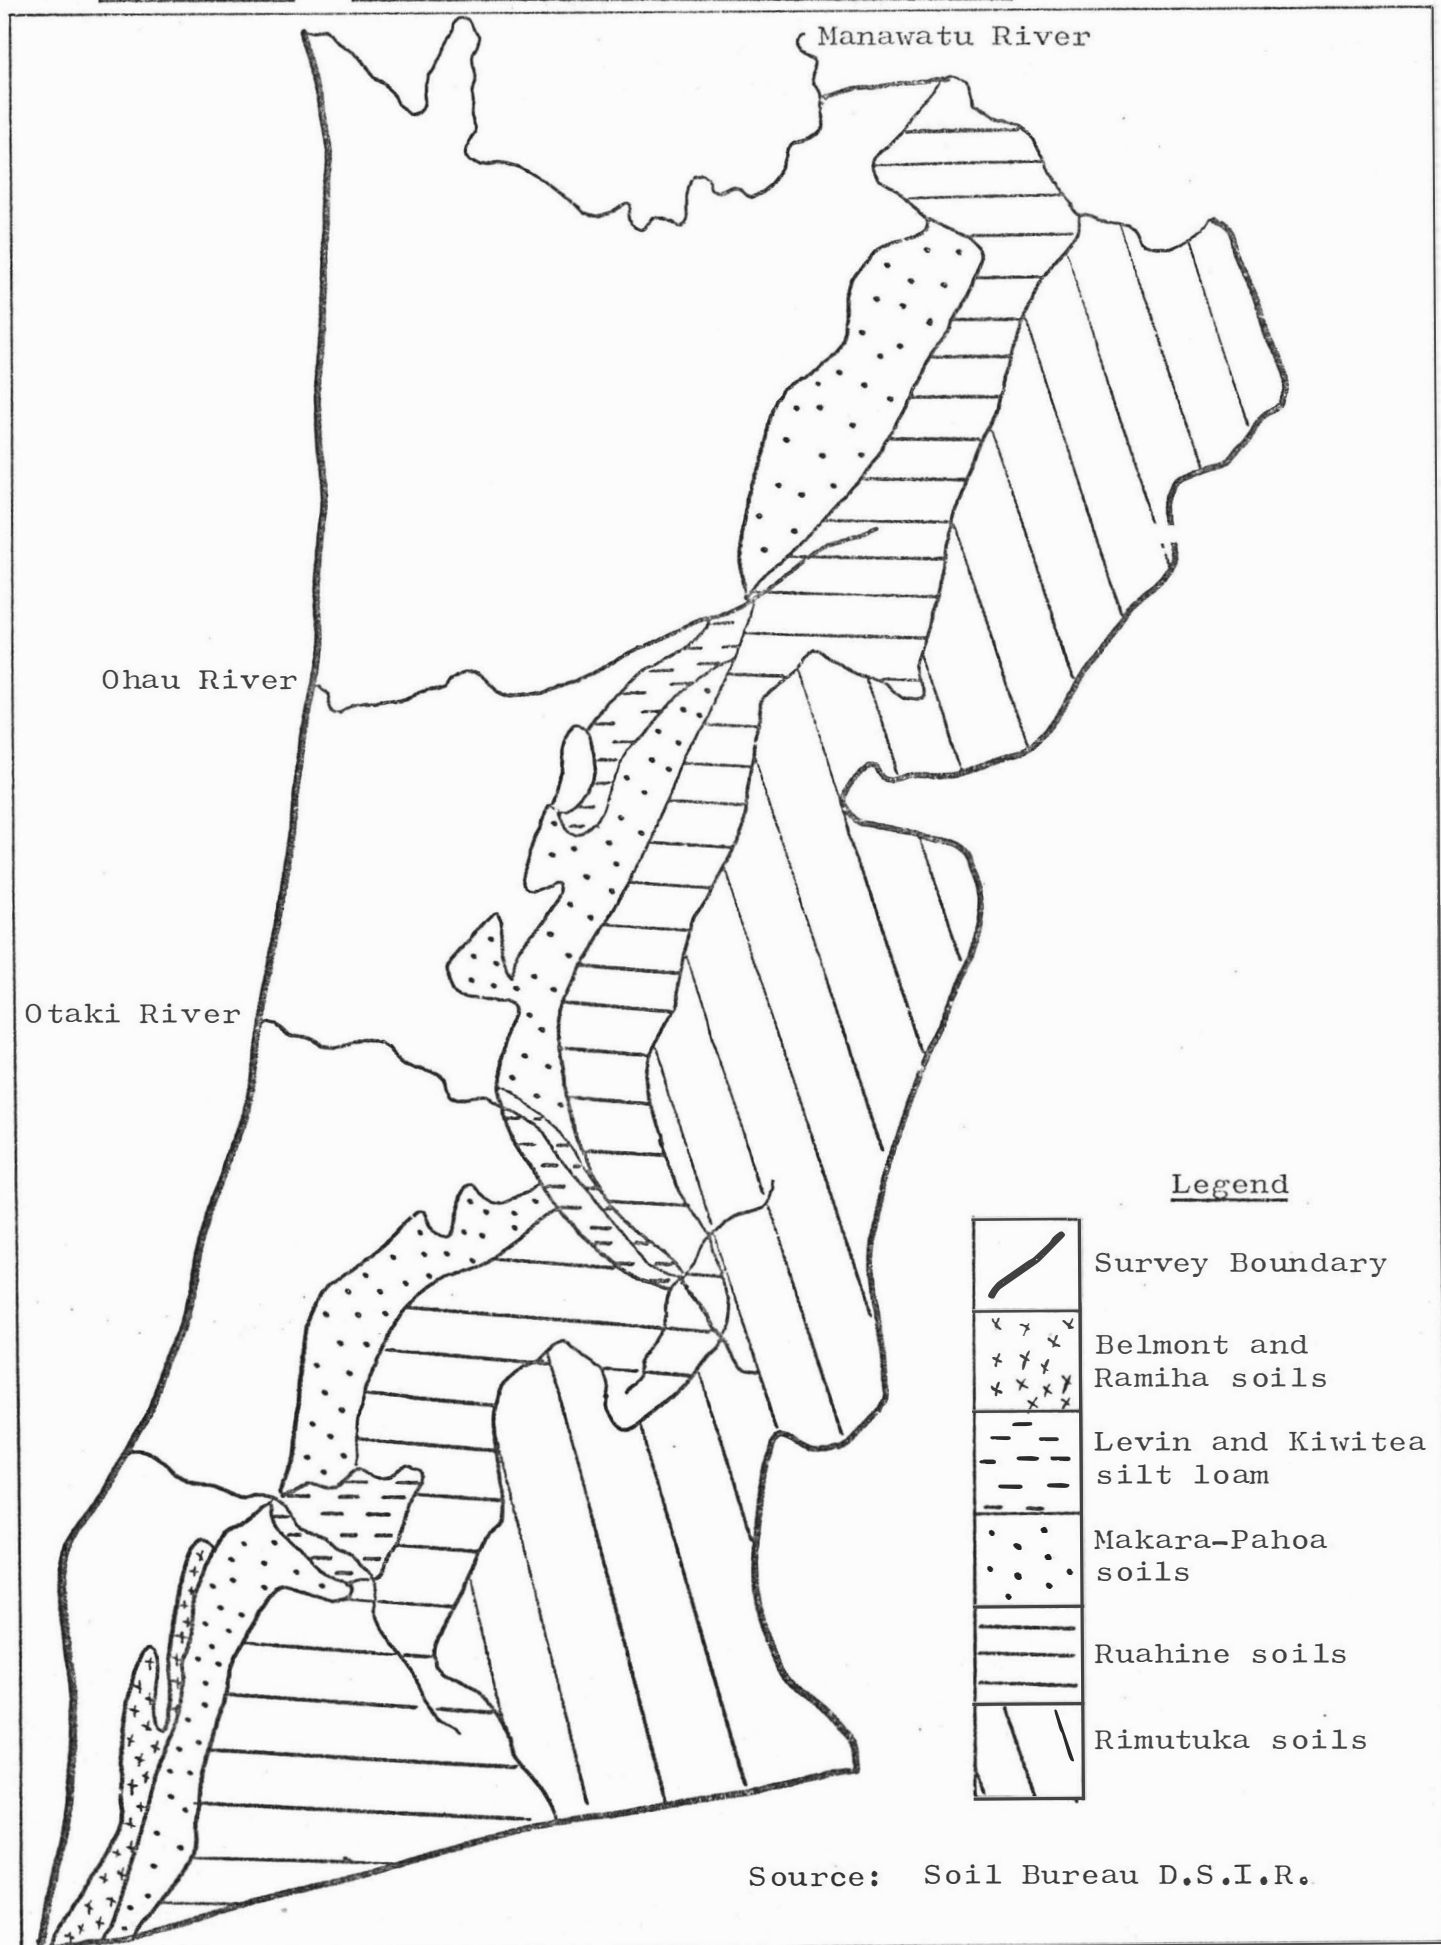 Manawatu River
Ohau River
Otaki River
Legend
Survey Boundary
Belmont and
Ramiha soils
Levin and Kiwitea
silt loam
Makara-Pahoa
soils
Ruahine soils
Rimutuka soils
Source: Soil Bureau D.S.I.R.